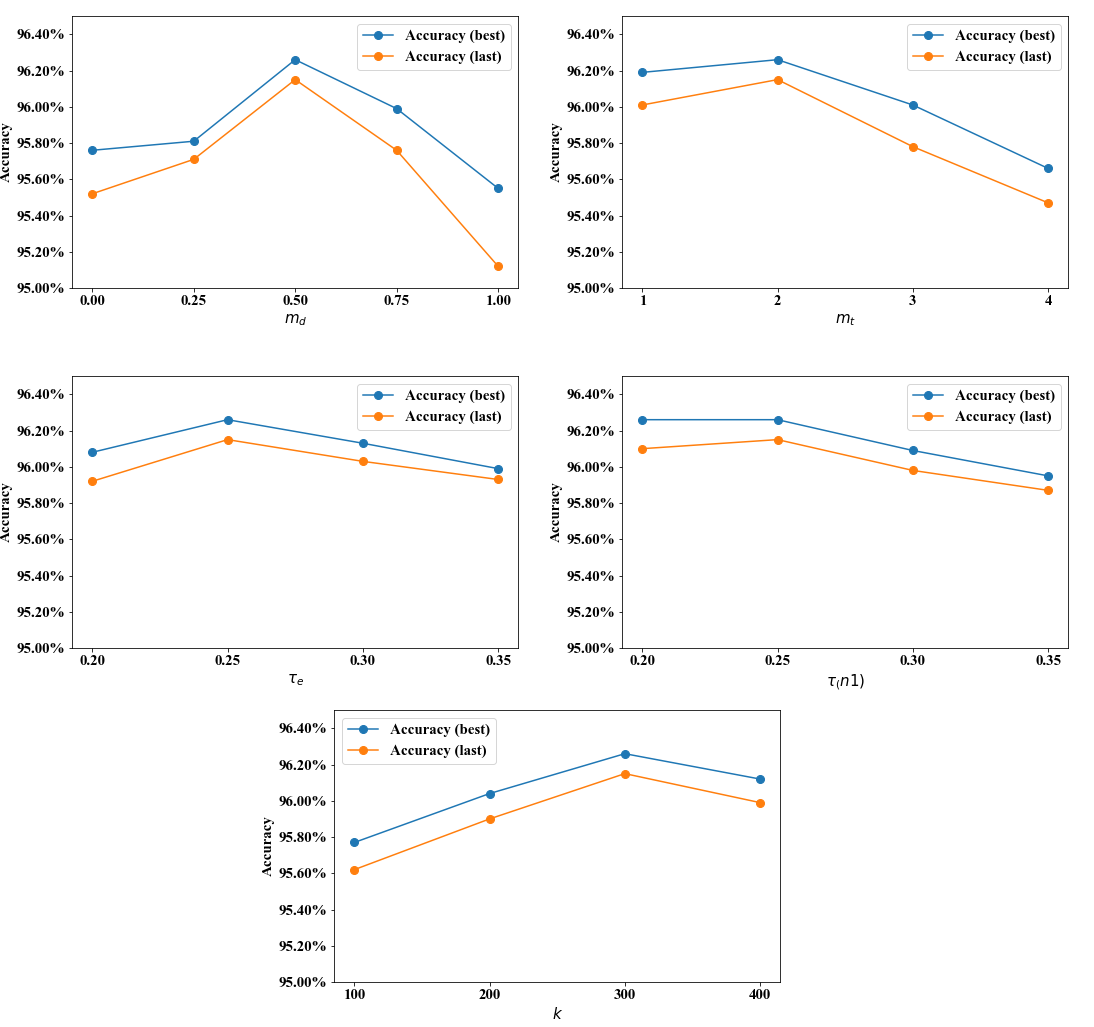 96.40%
96.20%
96.00%
95.80%
95.60%
95.40%
95.20%
95.00%
Accuracy
Accuracy (best)
Accuracy (last)
0.00 0.25 0.50 0.75 1.00
m_d
96.40%
96.20%
96.00%
95.80%
95.60%
95.40%
95.20%
95.00%
Accuracy
Accuracy (best)
Accuracy (last)
1 2 3 4
m_t
96.40%
96.20%
96.00%
95.80%
95.60%
95.40%
95.20%
95.00%
Accuracy
Accuracy (best)
Accuracy (last)
0.20 0.25 0.30 0.35
τ_e
96.40%
96.20%
96.00%
95.80%
95.60%
95.40%
95.20%
95.00%
Accuracy
Accuracy (best)
Accuracy (last)
0.20 0.25 0.30 0.35
τ_(n1)
96.40%
96.20%
96.00%
95.80%
95.60%
95.40%
95.20%
95.00%
Accuracy
Accuracy (best)
Accuracy (last)
100 200 300 400
k